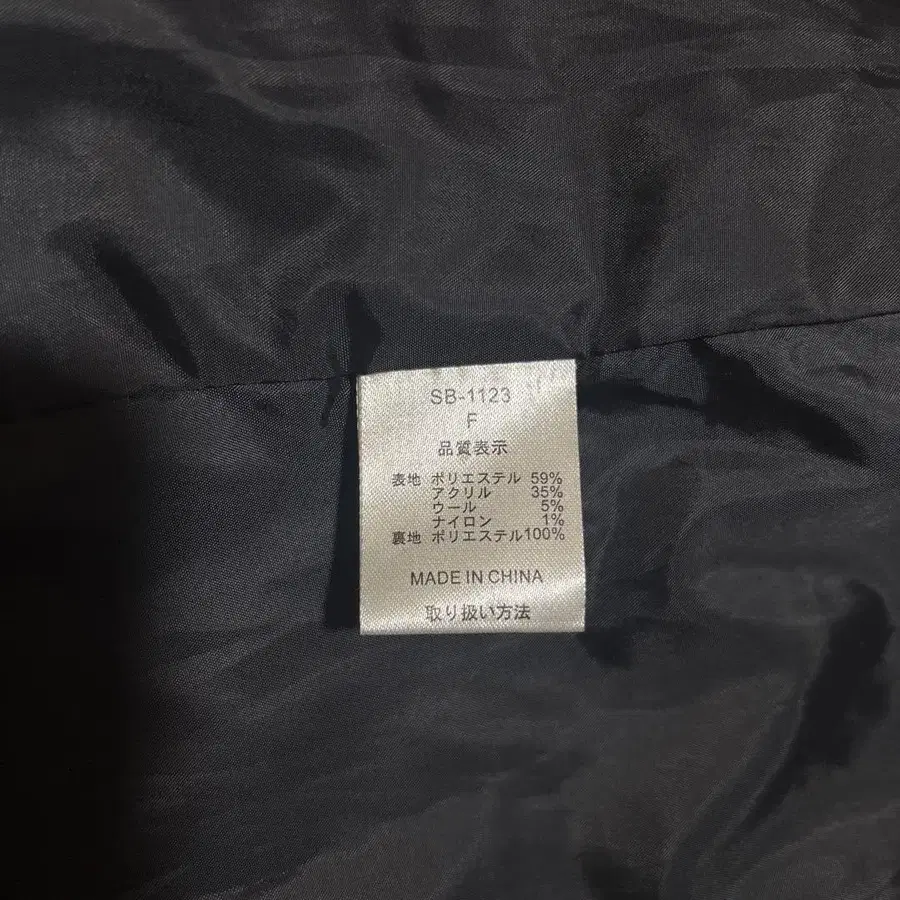 SB-1123
F
品質表示
表地 ポリエステル 59%
アクリル 35%
ウール 5%
ナイロン 1%
裏地 ポリエステル100%
MADE IN CHINA
取り扱い方法